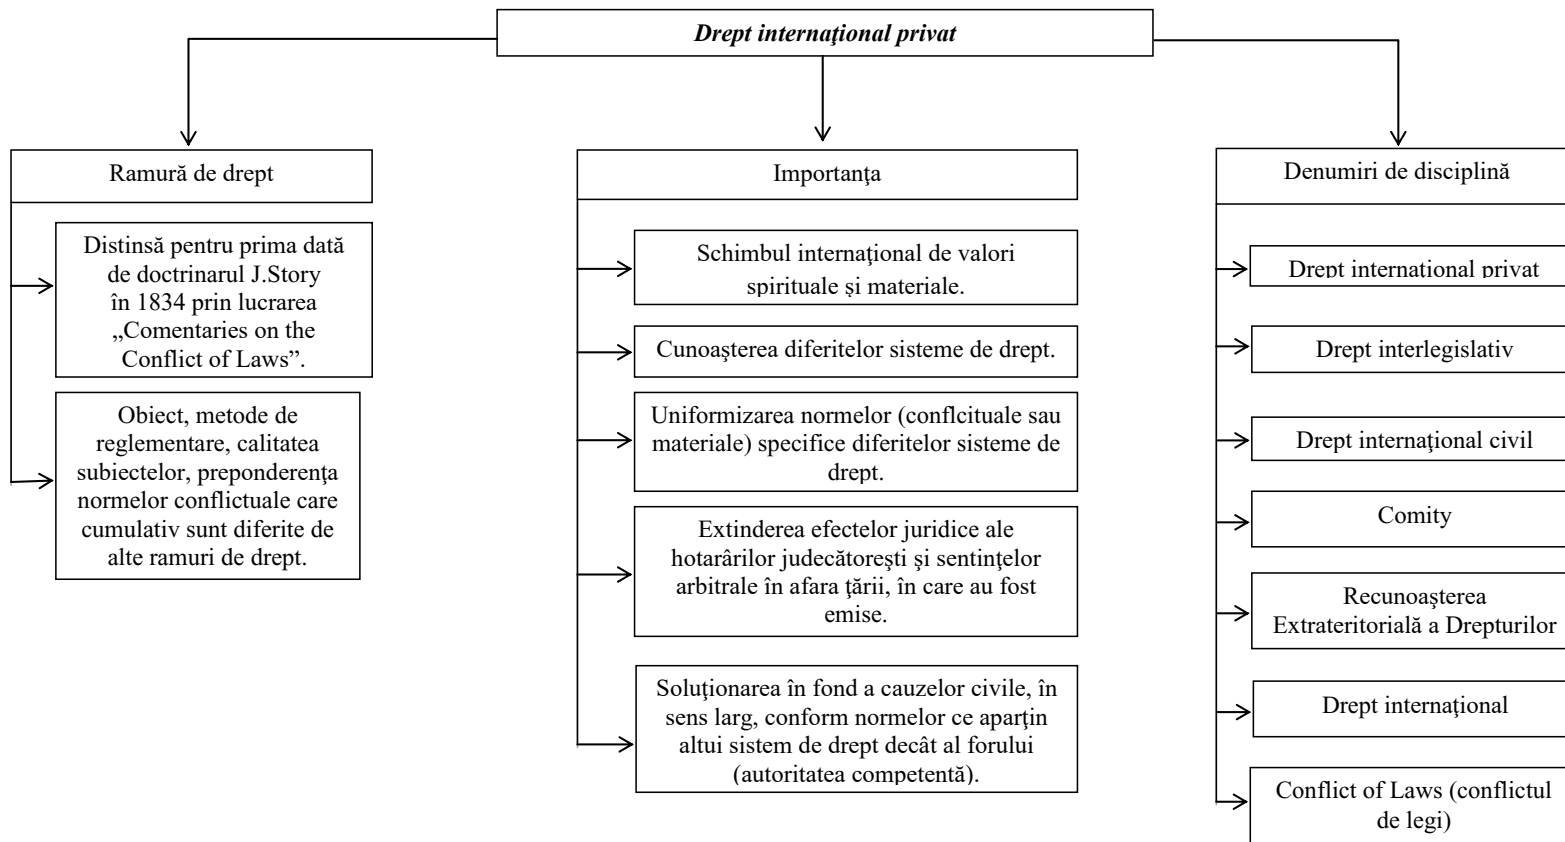 Drept internaţional privat
Ramură de drept
Distinsă pentru prima dată
de doctrinarul J.Story
în 1834 prin lucrarea
„Comentaries on the
Conflict of Laws”.
Obiect, metode de
reglementare, calitatea
subiectelor, preponderenţa
normelor conflictuale care
cumulativ sunt diferite de
alte ramuri de drept.
Importanţa
Schimbul internaţional de valori
spirituale și materiale.
Cunoaşterea diferitelor sisteme de drept.
Uniformizarea normelor (conflcituale sau
materiale) specifice diferitelor sisteme de
drept.
Extinderea efectelor juridice ale
hotarârilor judecătoreşti şi sentinţelor
arbitrale în afara ţării, în care au fost
emise.
Soluţionarea în fond a cauzelor civile, în
sens larg, conform normelor ce aparţin
altui sistem de drept decât al forului
(autoritatea competentă).
Denumiri de disciplină
Drept internaţional privat
Drept interlegislativ
Drept internaţional civil
Comity
Recunoaşterea
Extrateritorială a Drepturilor
Drept internaţional
Conflict of Laws (conflictul
de legi)